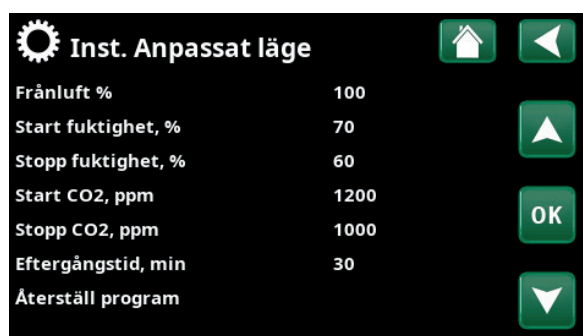 Inst. Anpassat läge
Frånluft % 100
Start fuktighet, % 70
Stopp fuktighet, % 60
Start CO2, ppm 1200
Stopp CO2, ppm 1000
Eftergångstid, min 30
Återställ program
OK